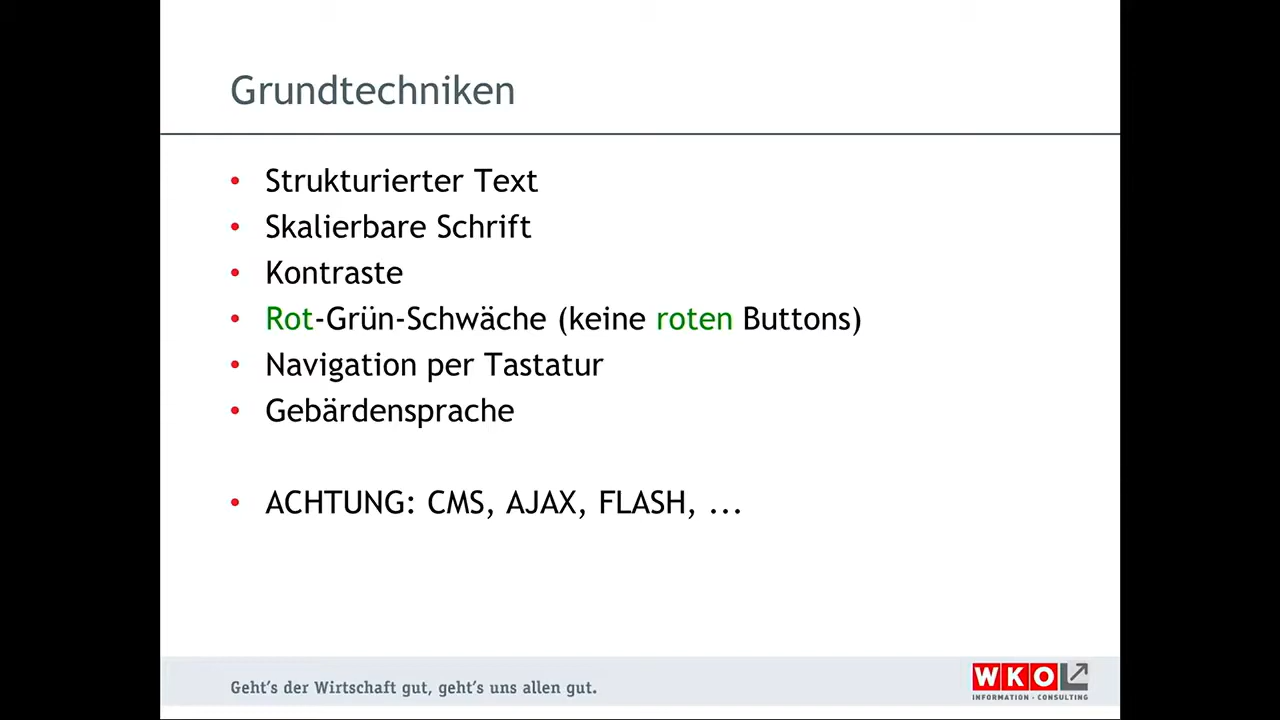 Grundtechniken
• Strukturierter Text
• Skalierbare Schrift
• Kontraste
• Rot-Grün-Schwäche (keine roten Buttons)
• Navigation per Tastatur
• Gebärdensprache
• ACHTUNG: CMS, AJAX, FLASH, ...
Geht's der Wirtschaft gut, geht's uns allen gut.
WKO
INFORMATION · CONSULTING